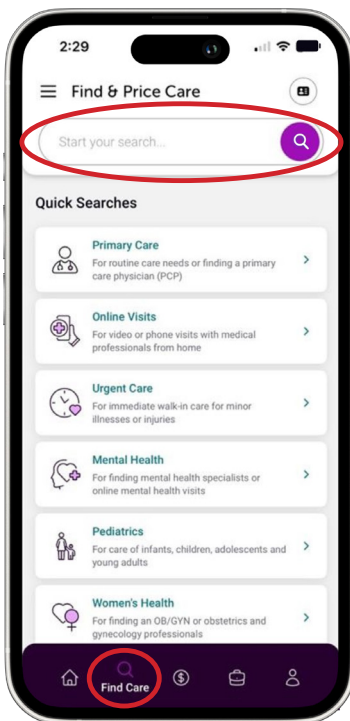 2:29
Find & Price Care
Start your search...
Quick Searches
Primary Care
For routine care needs or finding a primary
care physician (PCP)
Online Visits
For video or phone visits with medical
professionals from home
Urgent Care
For immediate walk-in care for minor
illnesses or injuries
Mental Health
For finding mental health specialists or
online mental health visits
Pediatrics
For care of infants, children, adolescents and
young adults
Women's Health
For finding an OB/GYN or obstetrics and
gynecology professionals
$
Find Care